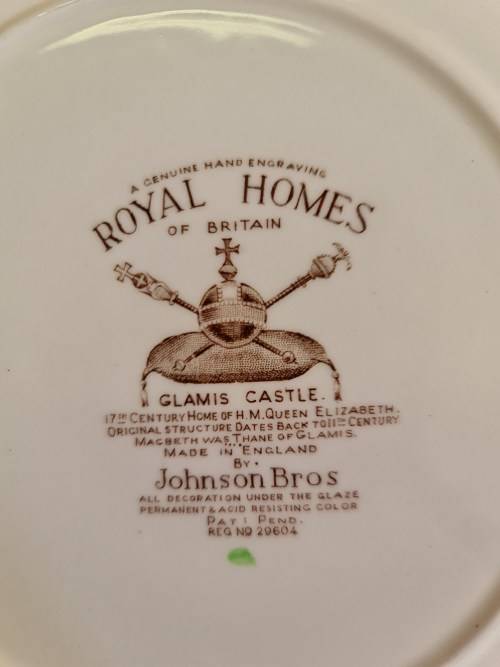 A GENUINE HAND ENGRAVING
ROYAL HOMES
OF BRITAIN
GLAMIS CASTLE.
17TH CENTURY HOME OF H.M. QUEEN ELIZABETH.
ORIGINAL STRUCTURE DATES BACK TO 11TH CENTURY
MACBETH WAS THANE OF GLAMIS.
MADE IN ENGLAND
BY.
Johnson Bros
ALL DECORATION UNDER THE GLAZE
PERMANENT & ACID RESISTING COLOR
PAT: PEND.
REG NO 29604